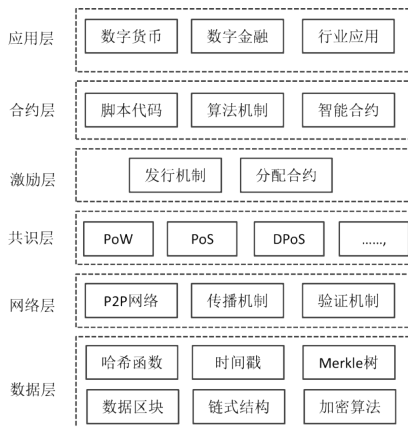 应用层 数字货币 数字金融 行业应用
合约层 脚本代码 算法机制 智能合约
激励层 发行机制 分配合约
共识层 PoW PoS DPoS ……,
网络层 P2P网络 传播机制 验证机制
哈希函数 时间戳 Merkle树
数据层
数据区块 链式结构 加密算法